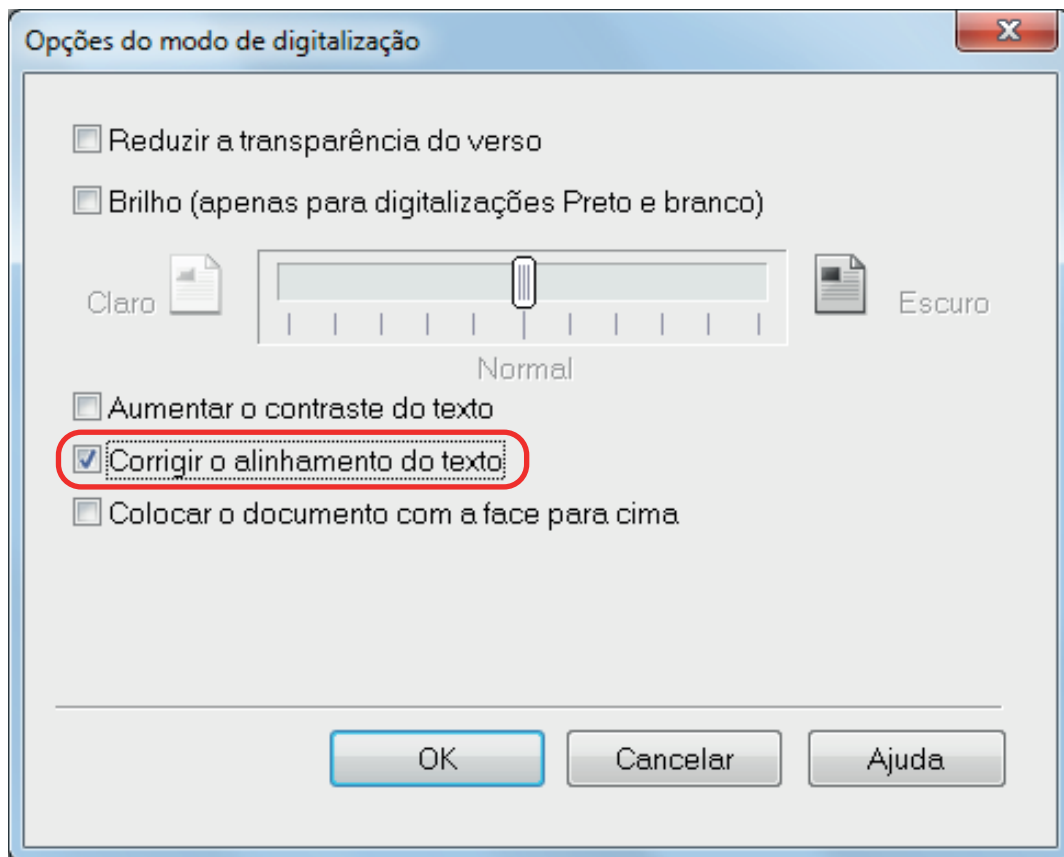 Opções do modo de digitalização
Reduzir a transparência do verso
Brilho (apenas para digitalizações Preto e branco)
Claro
Escuro
Normal
Aumentar o contraste do texto
Corrigir o alinhamento do texto
Colocar o documento com a face para cima
OK Cancelar Ajuda